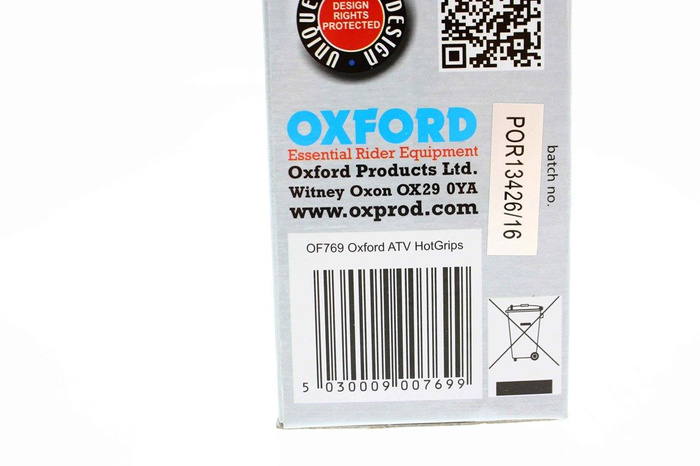 UNIQUE DESIGN
DESIGN
RIGHTS
PROTECTED
OXFORD
Essential Rider Equipment
Oxford Products Ltd.
Witney Oxon OX29 0YA
www.oxprod.com
POR13426/16
batch no.
OF769 Oxford ATV HotGrips
5 030009 007699